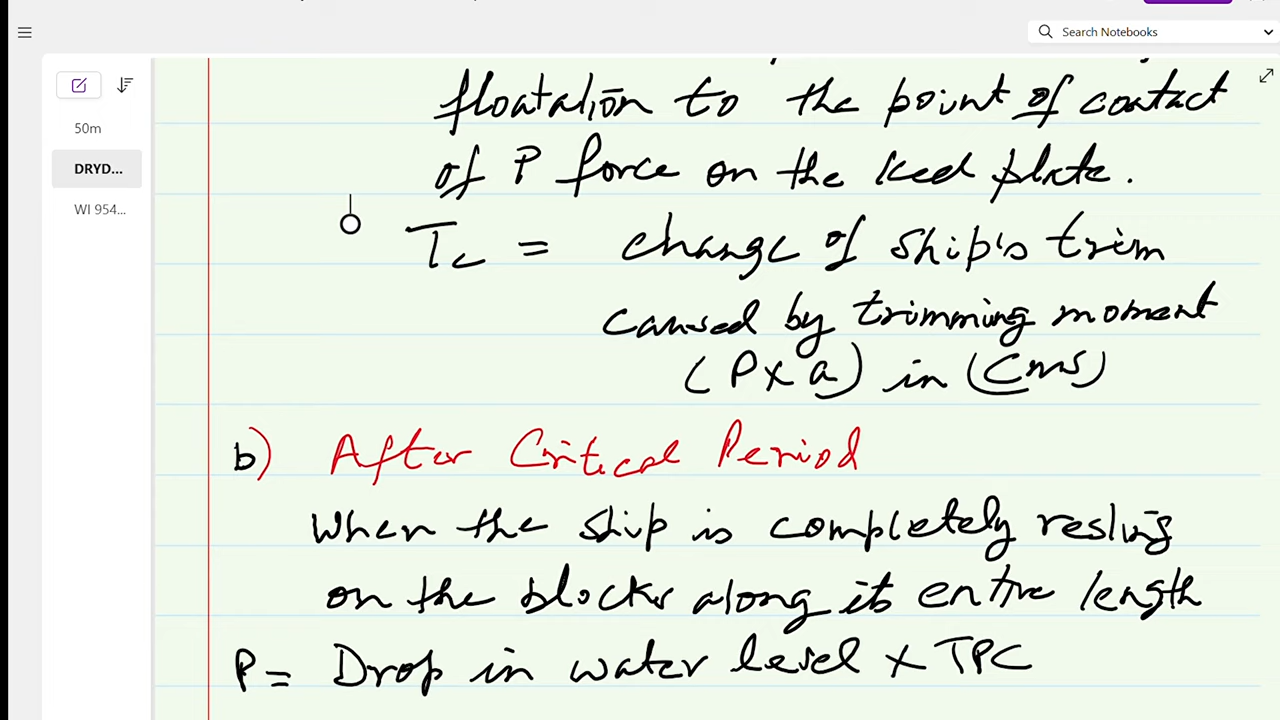 Search Notebooks
50m
DRYD...
WI 954...
floatation to the point of contact
of P force on the keel plate.
Tc = change of ship's trim
caused by trimming moment
(P x a) in (Cms)
b) After Critical Period
When the ship is completely resting
on the blocks along its entire length
P = Drop in water level x TPC